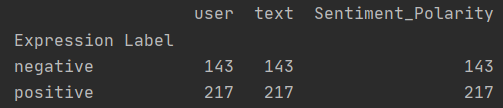 user text Sentiment_Polarity
Expression Label
negative 143 143 143
positive 217 217 217